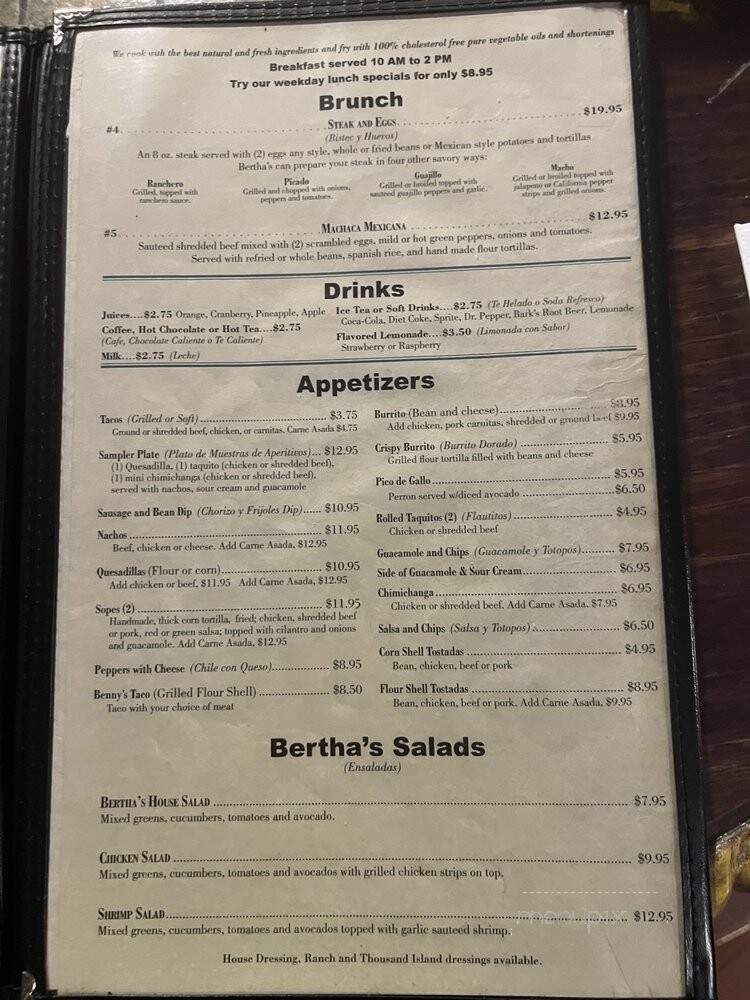 We cook with the best natural and fresh ingredients and fry with 100% cholesterol free pure vegetable oils and shortenings
Breakfast served 10 AM to 2 PM
Try our weekday lunch specials for only $8.95
Brunch
#4 STEAK AND EGGS $19.95
(Bistec y Huevos)
An 8 oz. steak served with (2) eggs any style, whole or fried beans or Mexican style potatoes and tortillas
Bertha's can prepare your steak in four other savory ways:
Ranchero
Grilled, topped with
ranchero sauce.
Picado
Grilled and chopped with onions,
peppers and tomatoes.
Guajillo
Grilled or broiled topped with
sauteed guajillo peppers and garlic.
Macho
Grilled or broiled topped with
jalapeno or California pepper
strips and grilled onions.
#5 MACHACA MEXICANA $12.95
Sauteed shredded beef mixed with (2) scrambled eggs, mild or hot green peppers, onions and tomatoes.
Served with refried or whole beans, spanish rice, and hand made flour tortillas.
Drinks
Juices....$2.75 Orange, Cranberry, Pineapple, Apple
Coffee, Hot Chocolate or Hot Tea....$2.75
(Cafe, Chocolate Caliente o Te Caliente)
Milk....$2.75 (Leche)
Ice Tea or Soft Drinks....$2.75 (Te Helado o Soda Refresco)
Coca-Cola, Diet Coke, Sprite, Dr. Pepper, Bark's Root Beer, Lemonade
Flavored Lemonade....$3.50 (Limonada con Sabor)
Strawberry or Raspberry
Appetizers
Tacos (Grilled or Soft) $3.75
Ground or shredded beef, chicken, or carnitas. Carne Asada $4.75
Sampler Plate (Plato de Muestras de Aperitivos)... $12.95
(1) Quesadilla, (1) taquito (chicken or shredded beef),
(1) mini chimichanga (chicken or shredded beef),
served with nachos, sour cream and guacamole
Sausage and Bean Dip (Chorizo y Frijoles Dip)...... $10.95
Nachos $11.95
Beef, chicken or cheese. Add Carne Asada, $12.95
Quesadillas (Flour or corn) $10.95
Add chicken or beef, $11.95 Add Carne Asada, $12.95
Sopes (2) $11.95
Handmade, thick corn tortilla, fried; chicken, shredded beef
or pork, red or green salsa; topped with cilantro and onions
and guacamole. Add Carne Asada, $12.95
Peppers with Cheese (Chile con Queso) $8.95
Benny's Taco (Grilled Flour Shell) $8.50
Taco with your choice of meat
Burrito (Bean and cheese) $8.95
Add chicken, pork carnitas, shredded or ground beef $9.95
Crispy Burrito (Burrito Dorado) $5.95
Grilled flour tortilla filled with beans and cheese
Pico de Gallo $5.95
Perron served w/diced avocado $6.50
Rolled Taquitos (2) (Flautitos) $4.95
Chicken or shredded beef
Guacamole and Chips (Guacamole y Totopos) $7.95
Side of Guacamole & Sour Cream $6.95
Chimichanga $6.95
Chicken or shredded beef. Add Carne Asada, $7.95
Salsa and Chips (Salsa y Totopos) $6.50
Corn Shell Tostadas $4.95
Bean, chicken, beef or pork
Flour Shell Tostadas $8.95
Bean, chicken, beef or pork. Add Carne Asada, $9.95
Bertha's Salads
(Ensaladas)
BERTHA'S HOUSE SALAD $7.95
Mixed greens, cucumbers, tomatoes and avocado.
CHICKEN SALAD $9.95
Mixed greens, cucumbers, tomatoes and avocados with grilled chicken strips on top.
SHRIMP SALAD $12.95
Mixed greens, cucumbers, tomatoes and avocados topped with garlic sauteed shrimp.
House Dressing, Ranch and Thousand Island dressings available.